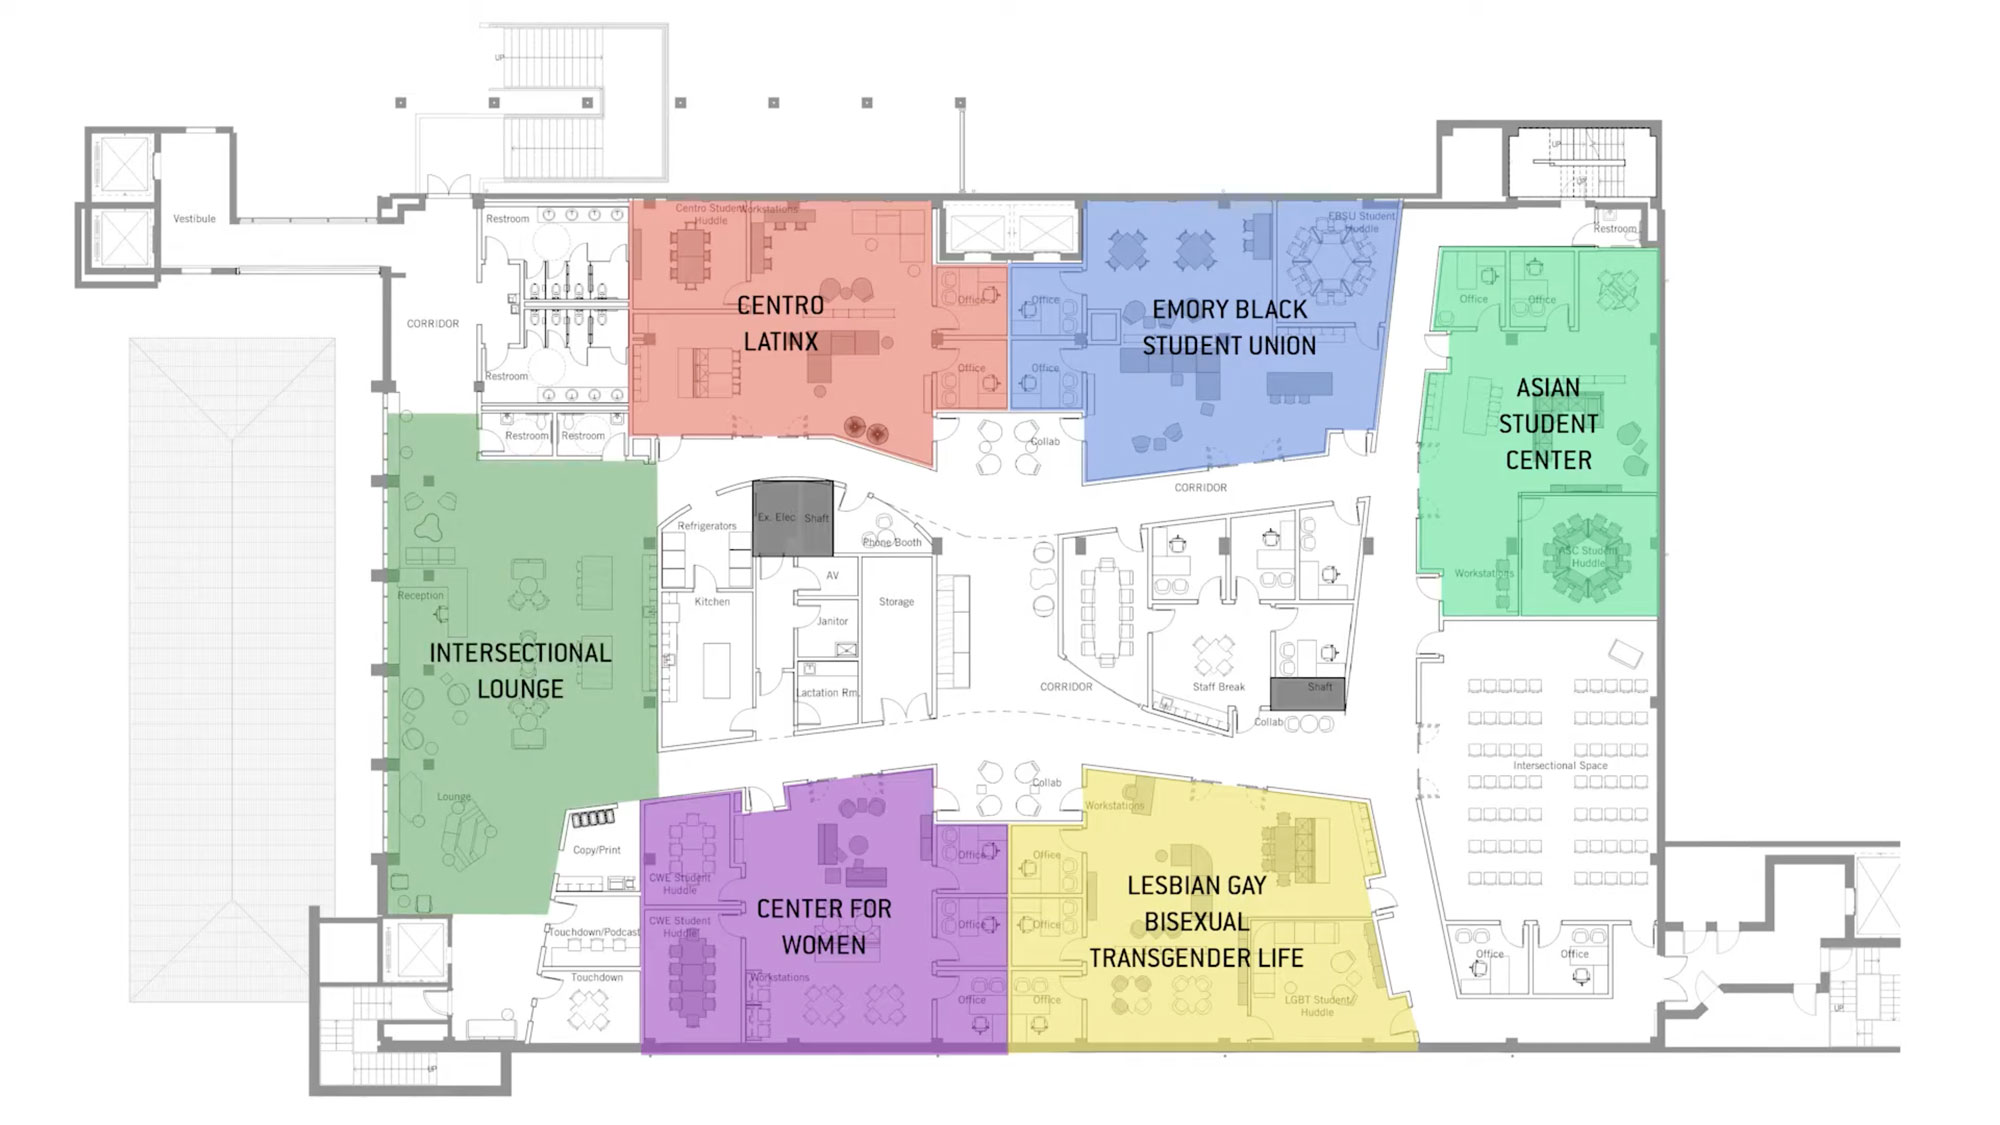 UP
UP
UP
Vestibule
Restroom
Centro Student
Huddle
Workstations
EBSU Student
Huddle
Restroom
CENTRO
LATINX
Office
Office
EMORY BLACK
STUDENT UNION
Office
Office
CORRIDOR
Restroom
Office
Office
ASIAN
STUDENT
CENTER
Restroom
Restroom
Collab
CORRIDOR
Refrigerators
Ex. Elec
Shaft
Phone Booth
ASC Student
Huddle
Workstations
AV
Reception
Kitchen
Storage
Janitor
INTERSECTIONAL
LOUNGE
Lactation Rm.
CORRIDOR
Staff Break
Shaft
Collab
Intersectional Space
Lounge
Collab
Workstations
Copy/Print
CWE Student
Huddle
Office
Office
CENTER FOR
WOMEN
LESBIAN GAY
BISEXUAL
TRANSGENDER LIFE
CWE Student
Huddle
Touchdown/Podcast
Office
Office
Office
Office
Touchdown
Workstations
Office
Office
LGBT Student
Huddle
UP
UP